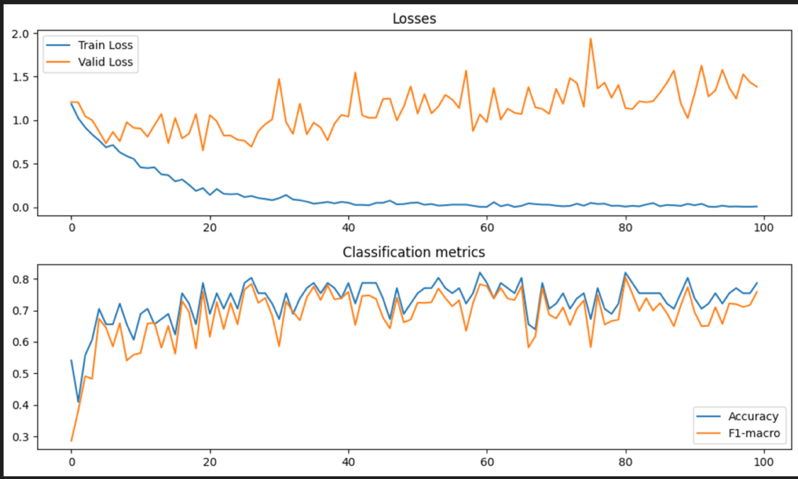 Losses
2.0
1.5
1.0
0.5
0.0
Train Loss
Valid Loss
0 20 40 60 80 100
Classification metrics
0.8
0.7
0.6
0.5
0.4
0.3
Accuracy
F1-macro
0 20 40 60 80 100